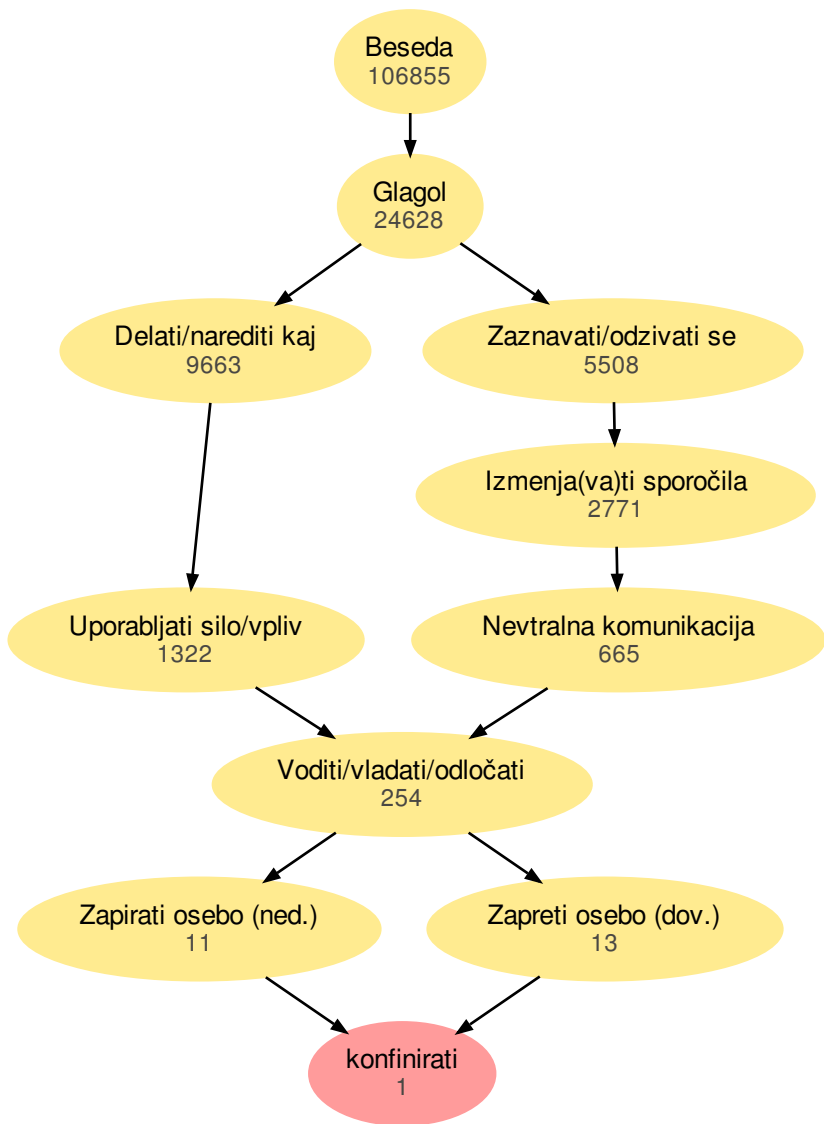 Beseda
106855
Glagol
24628
Delati/narediti kaj
9663
Zaznavati/odzivati se
5508
Izmenja(va)ti sporočila
2771
Uporabljati silo/vpliv
1322
Nevtralna komunikacija
665
Voditi/vladati/odločati
254
Zapirati osebo (ned.)
11
Zapreti osebo (dov.)
13
konfinirati
1